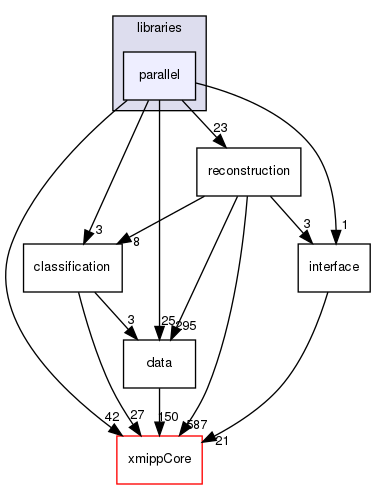 libraries
parallel
23
reconstruction
3
8
3
1
classification
interface
3
25
295
data
42
27
150
587
21
xmippCore